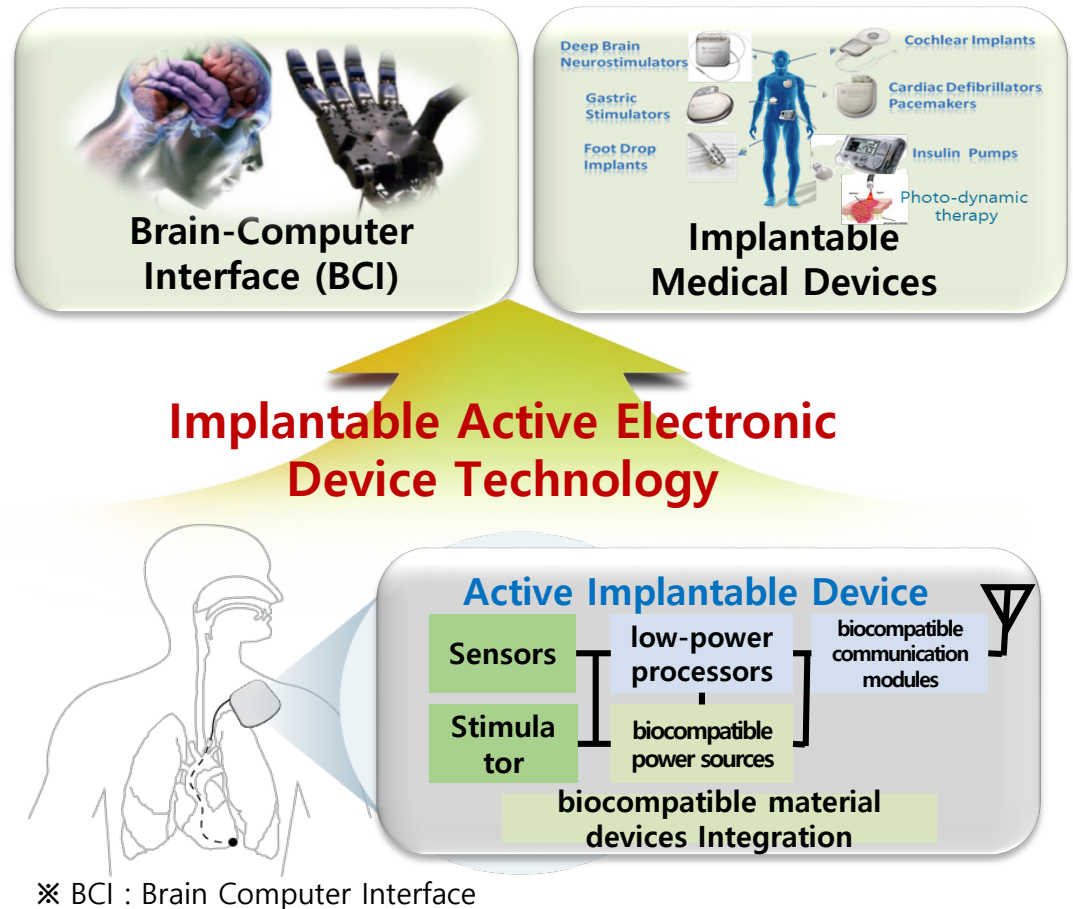 Brain-Computer
Interface (BCI)
Deep Brain
Neurostimulators
Gastric
Stimulators
Foot Drop
Implants
Cochlear Implants
Cardiac Defibrillators
Pacemakers
Insulin Pumps
Photo-dynamic
therapy
Implantable
Medical Devices
Implantable Active Electronic
Device Technology
Active Implantable Device
Sensors
low-power
processors
biocompatible
communication
modules
Stimula
tor
biocompatible
power sources
biocompatible material
devices Integration
※ BCI : Brain Computer Interface